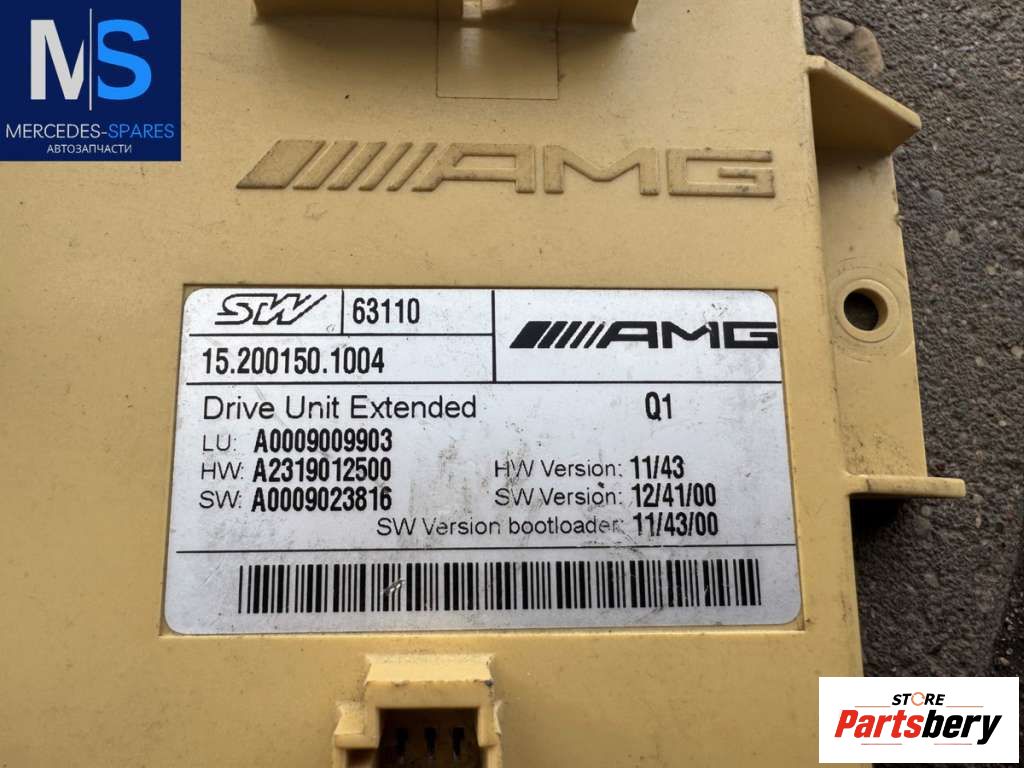 MS
MERCEDES-SPARES
АВТОЗАПЧАСТИ
AMG
SW 63110
AMG
15.200150.1004
Drive Unit Extended Q1
LU: A0009009903
HW: A2319012500 HW Version: 11/43
SW: A0009023816 SW Version: 12/41/00
SW Version bootloader: 11/43/00
STORE
Partsbery